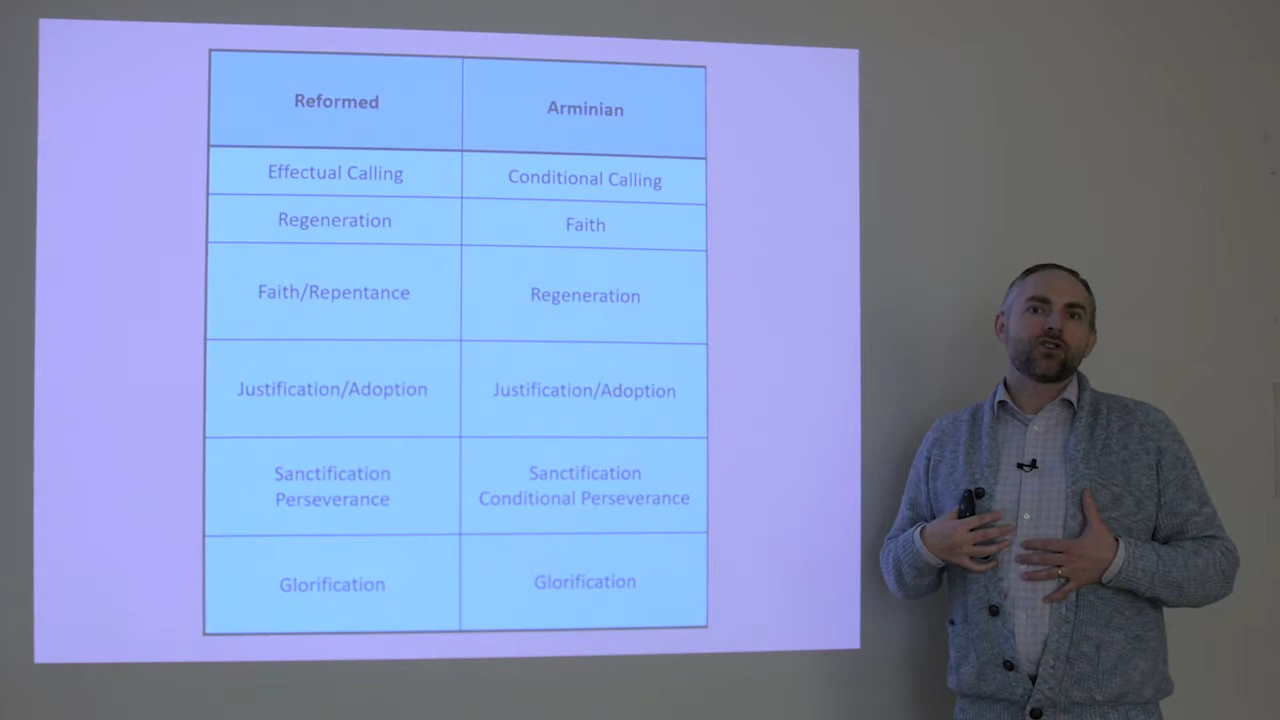 Reformed Arminian
Effectual Calling Conditional Calling
Regeneration Faith
Faith/Repentance Regeneration
Justification/Adoption Justification/Adoption
Sanctification Sanctification
Perseverance Conditional Perseverance
Glorification Glorification